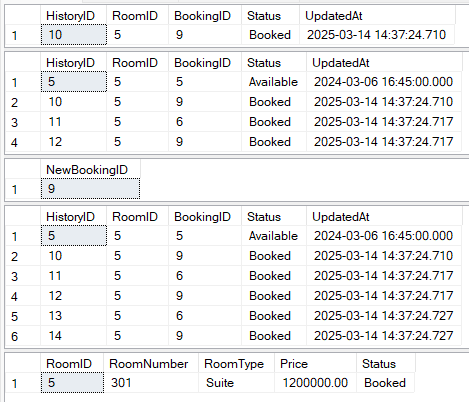 HistoryID RoomID BookingID Status UpdatedAt
1 10 5 9 Booked 2025-03-14 14:37:24.710
HistoryID RoomID BookingID Status UpdatedAt
1 5 5 5 Available 2024-03-06 16:45:00.000
2 10 5 9 Booked 2025-03-14 14:37:24.710
3 11 5 6 Booked 2025-03-14 14:37:24.717
4 12 5 9 Booked 2025-03-14 14:37:24.717
NewBookingID
1 9
HistoryID RoomID BookingID Status UpdatedAt
1 5 5 5 Available 2024-03-06 16:45:00.000
2 10 5 9 Booked 2025-03-14 14:37:24.710
3 11 5 6 Booked 2025-03-14 14:37:24.717
4 12 5 9 Booked 2025-03-14 14:37:24.717
5 13 5 6 Booked 2025-03-14 14:37:24.727
6 14 5 9 Booked 2025-03-14 14:37:24.727
RoomID RoomNumber RoomType Price Status
1 5 301 Suite 1200000.00 Booked